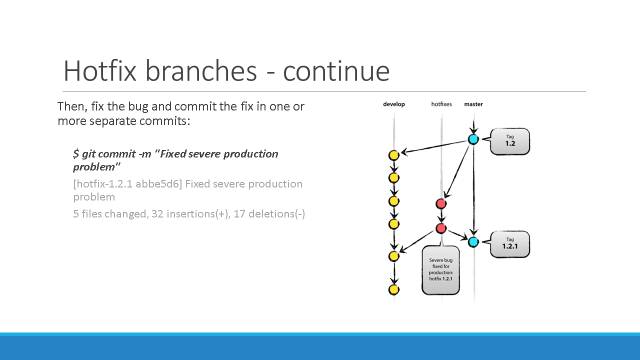 Hotfix branches - continue
Then, fix the bug and commit the fix in one or
more separate commits:
$ git commit -m "Fixed severe production
problem"
[hotfix-1.2.1 abbe5d6] Fixed severe production
problem
5 files changed, 32 insertions(+), 17 deletions(-)
develop hotfixes master
Tag
1.2
Tag
1.2.1
Severe bug
fixed for
production:
hotfix 1.2.1